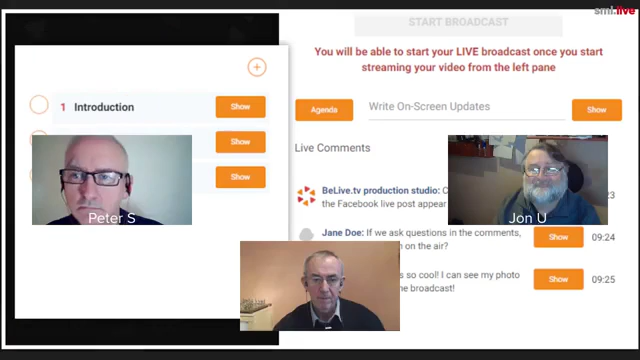 START BROADCAST
sml.live
You will be able to start your LIVE broadcast once you start
streaming your video from the left pane
1 Introduction
Show
Agenda
Write On-Screen Updates
Show
Show
Show
Live Comments
BeLive.tv production studio:
the Facebook live post appear
23
Peter S
Jon U
Jane Doe: If we ask questions in the comments,
on the air?
Show
09:24
so cool! I can see my photo
broadcast!
Show
09:25